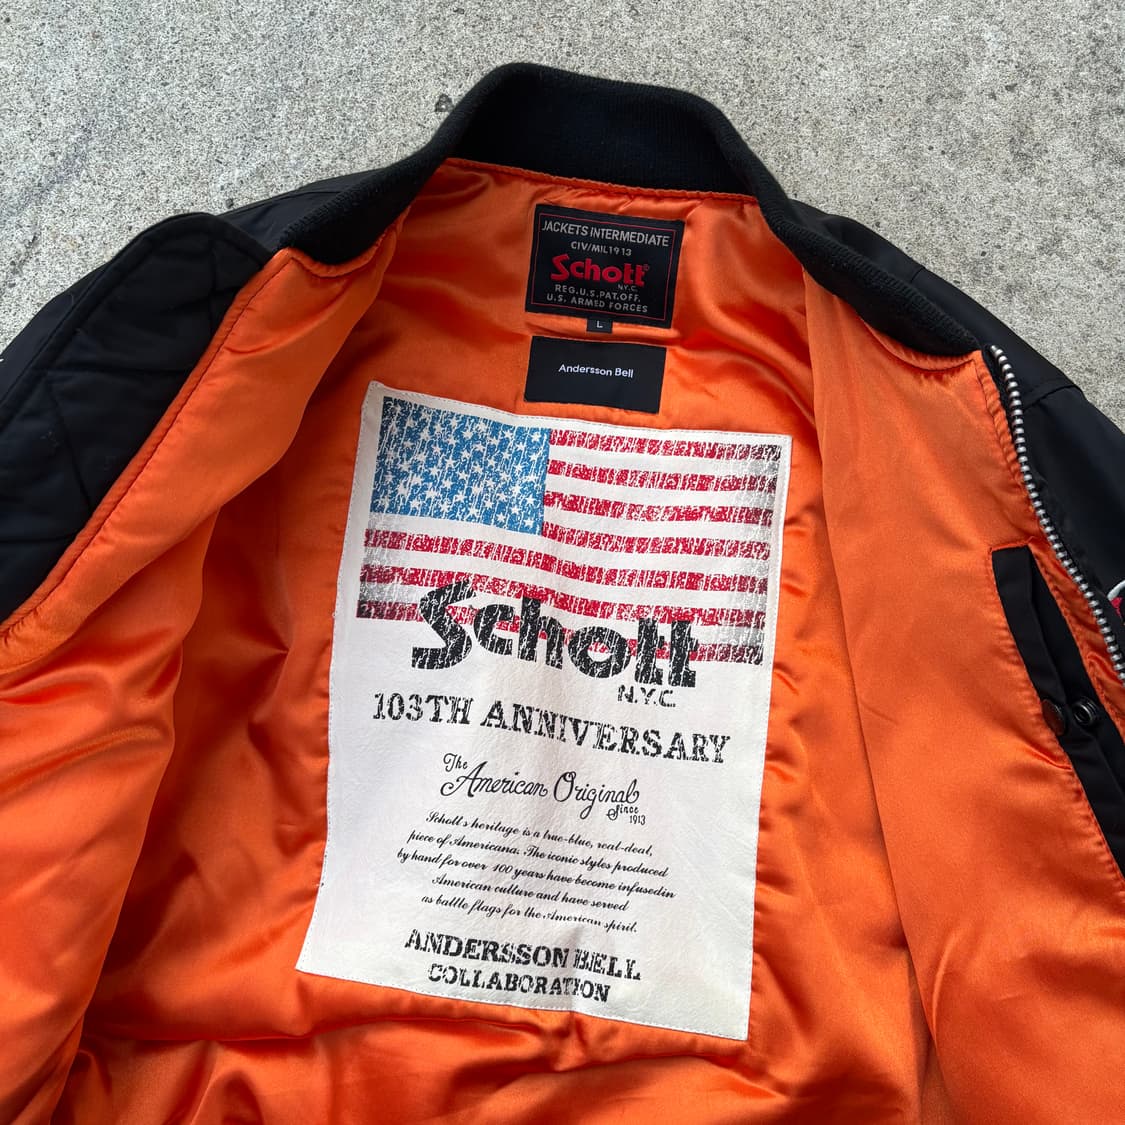 JACKETS INTERMEDIATE
CIV/MIL1913
Schott®
N.Y.C.
REG.U.S.PAT.OFF.
U.S. ARMED FORCES
L
Andersson Bell
Schott
N.Y.C.
103TH ANNIVERSARY
The
American Original
Since
1913
Schott's heritage is a true-blue, real-deal,
piece of Americana. The iconic styles produced
by hand for over 100 years have become infusedin
American culture and have served
as battle flags for the American spirit.
ANDERSSON BELL
COLLABORATION